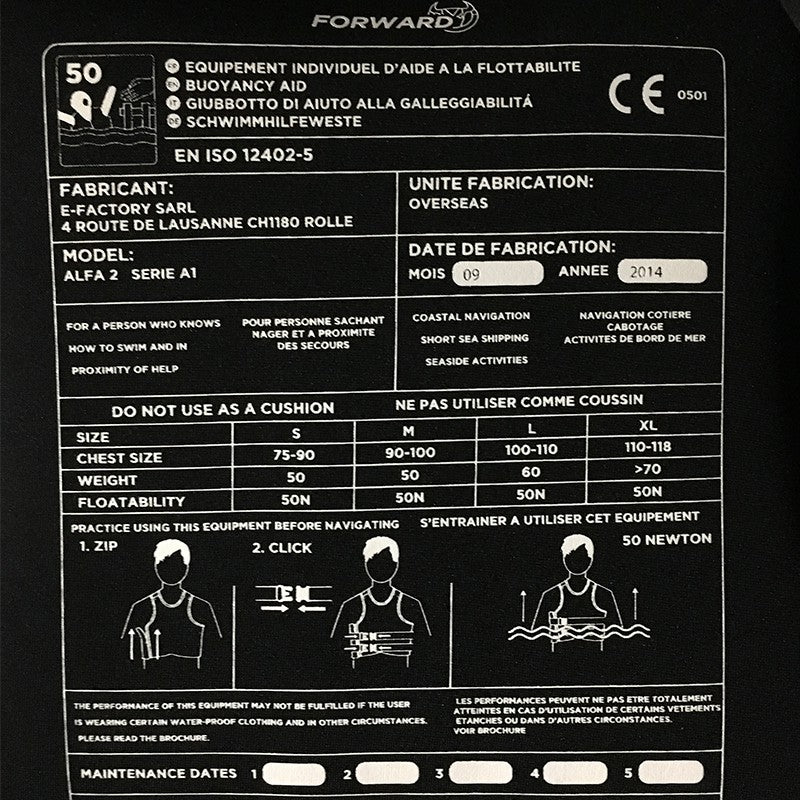 FORWARD
50
FR EQUIPEMENT INDIVIDUEL D'AIDE A LA FLOTTABILITE
EN BUOYANCY AID
IT GIUBBOTTO DI AIUTO ALLA GALLEGGIABILITÁ
DE SCHWIMMHILFEWESTE
CE 0501
EN ISO 12402-5
FABRICANT:
E-FACTORY SARL
4 ROUTE DE LAUSANNE CH1180 ROLLE
UNITE FABRICATION:
OVERSEAS
MODEL:
ALFA 2 SERIE A1
DATE DE FABRICATION:
MOIS 09 ANNEE 2014
FOR A PERSON WHO KNOWS
HOW TO SWIM AND IN
PROXIMITY OF HELP
POUR PERSONNE SACHANT
NAGER ET A PROXIMITE
DES SECOURS
COASTAL NAVIGATION
SHORT SEA SHIPPING
SEASIDE ACTIVITIES
NAVIGATION COTIERE
CABOTAGE
ACTIVITES DE BORD DE MER
DO NOT USE AS A CUSHION NE PAS UTILISER COMME COUSSIN
SIZE S M L XL
CHEST SIZE 75-90 90-100 100-110 110-118
WEIGHT 50 50 60 >70
FLOATABILITY 50N 50N 50N 50N
PRACTICE USING THIS EQUIPMENT BEFORE NAVIGATING S'ENTRAINER A UTILISER CET EQUIPEMENT
1. ZIP 2. CLICK 50 NEWTON
THE PERFORMANCE OF THIS EQUIPMENT MAY NOT BE FULFILLED IF THE USER
IS WEARING CERTAIN WATER-PROOF CLOTHING AND IN OTHER CIRCUMSTANCES.
PLEASE READ THE BROCHURE.
LES PERFORMANCES PEUVENT NE PAS ETRE TOTALEMENT
ATTEINTES EN CAS D'UTILISATION DE CERTAINS VETEMENTS
ETANCHES OU DANS D'AUTRES CIRCONSTANCES.
VOIR BROCHURE
MAINTENANCE DATES 1 2 3 4 5